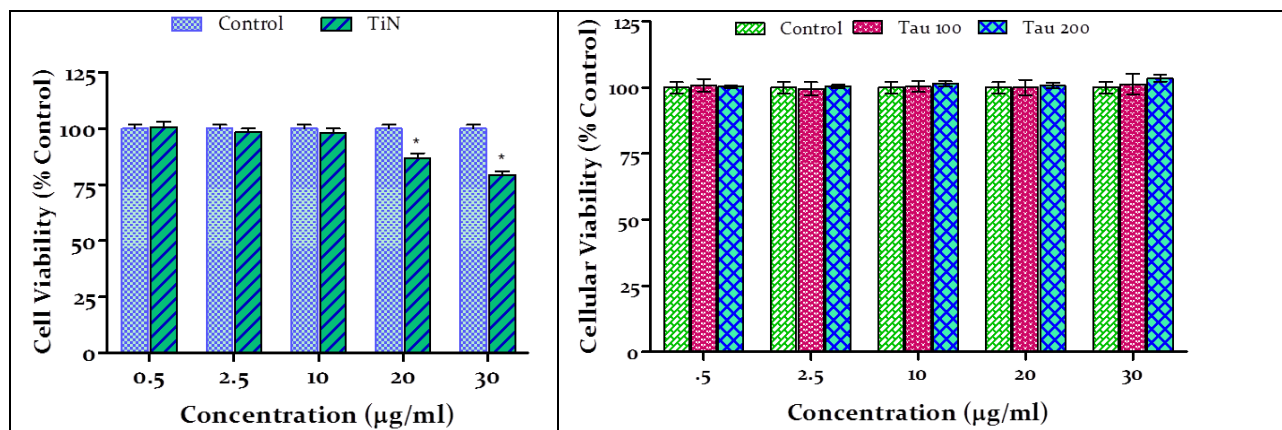 Control TiN
Cell Viability (% Control)
125
100
75
50
25
0
*
*
0.5 2.5 10 20 30
Concentration (µg/ml)
Control Tau 100 Tau 200
Cellular Viability (% Control)
125
100
75
50
25
0
.5 2.5 10 20 30
Concentration (µg/ml)